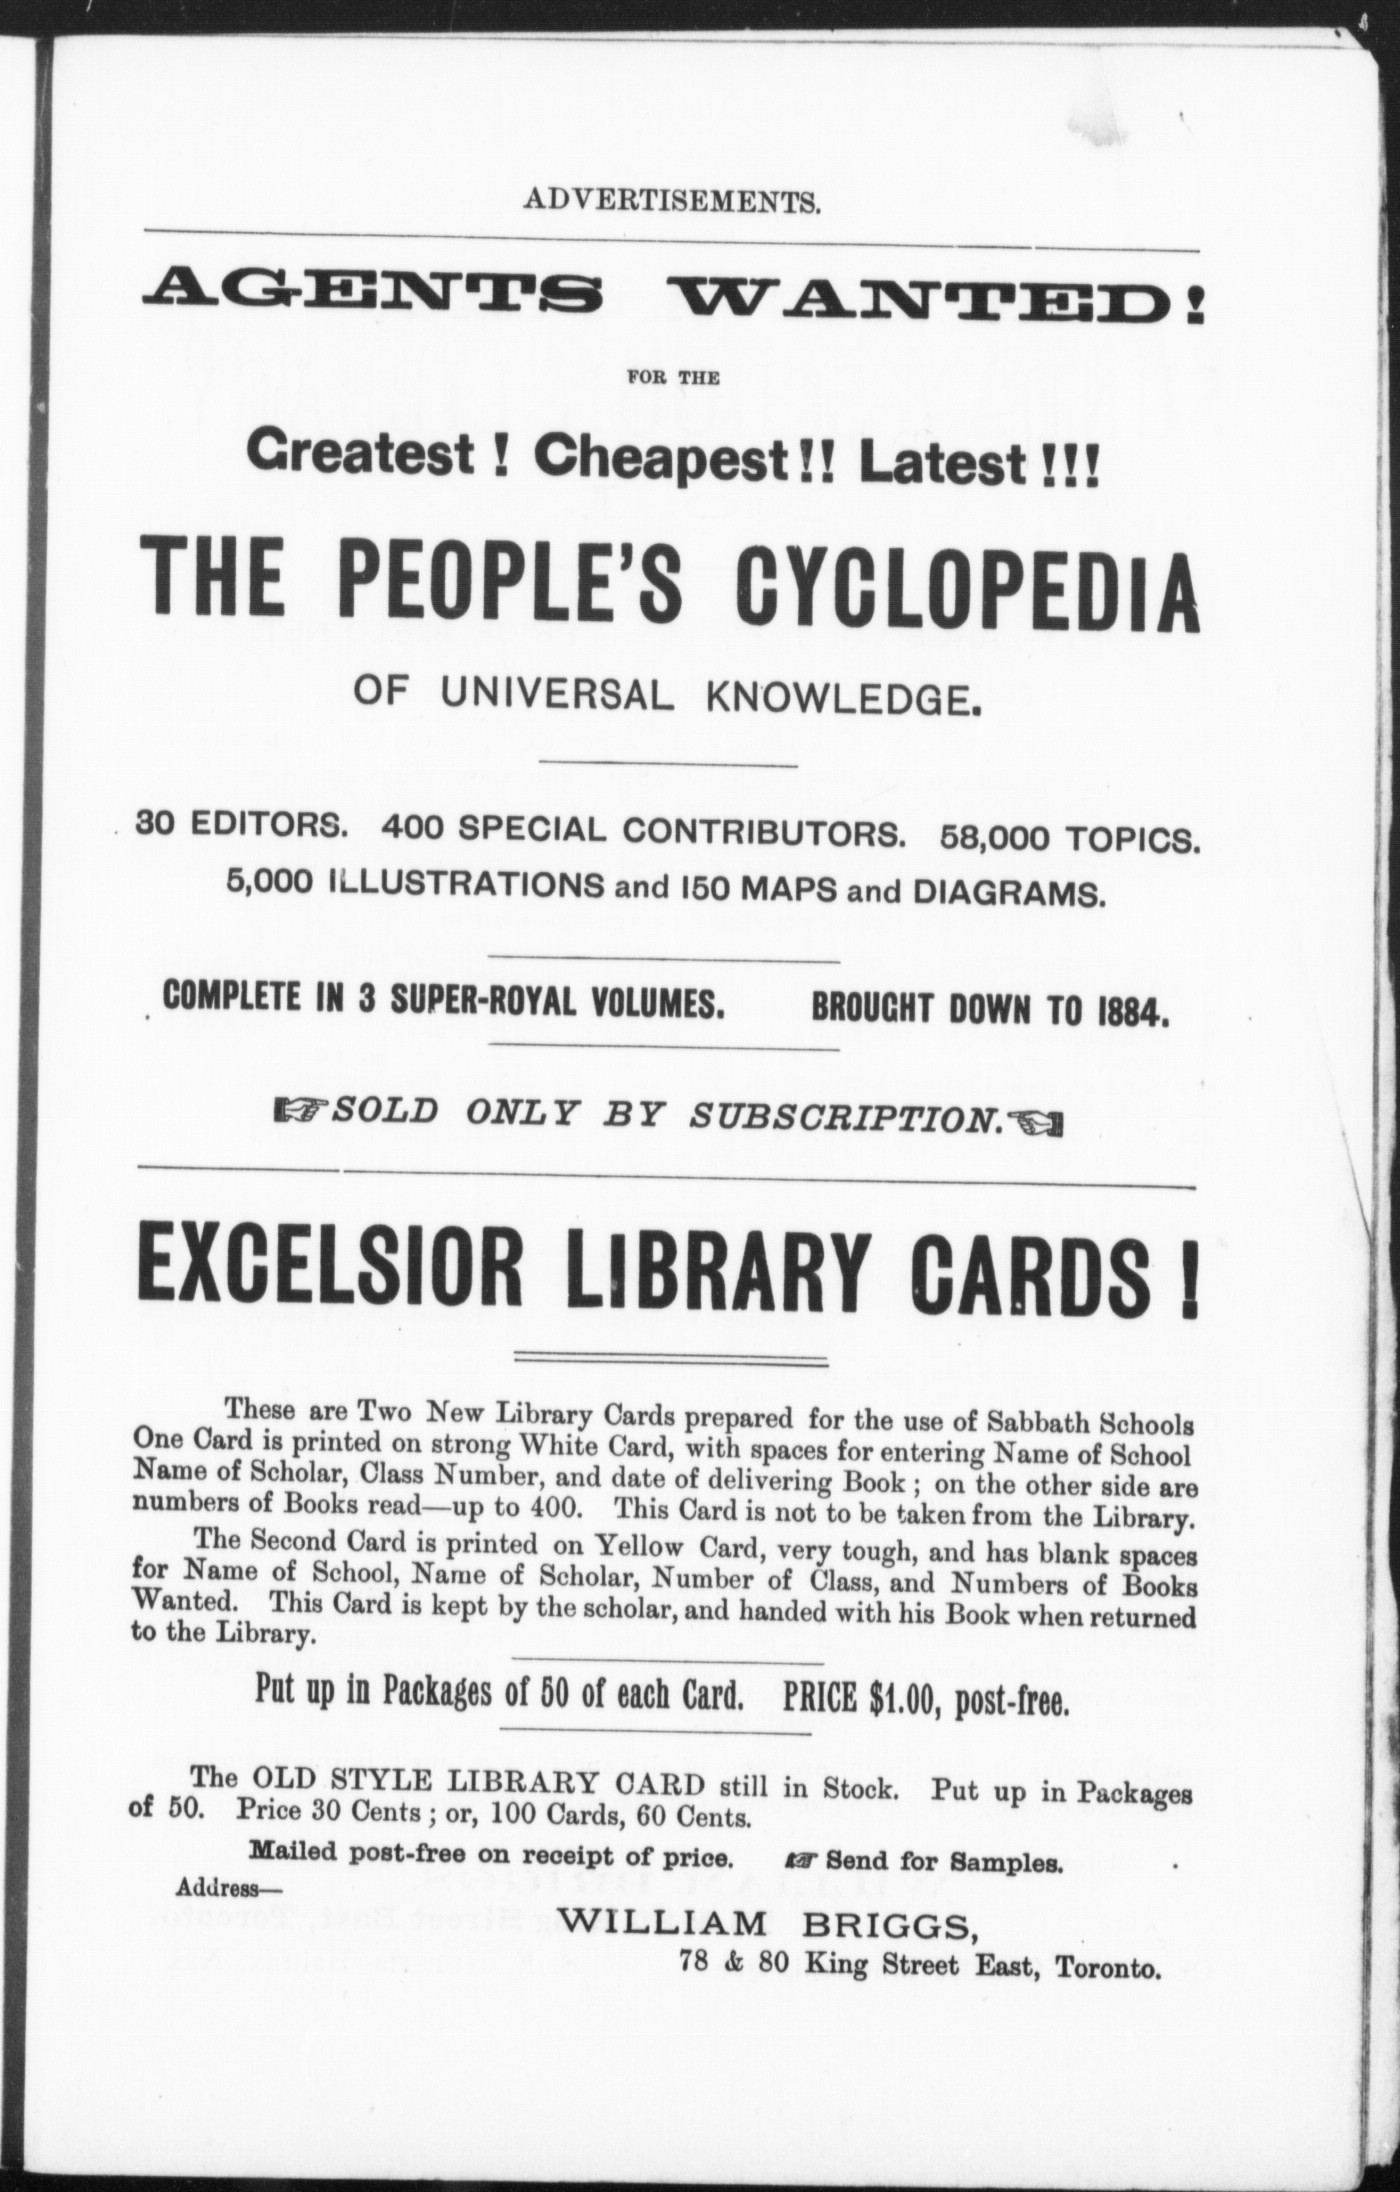 ADVERTISEMENTS.
AGENTS WANTED!
FOR THE
Greatest! Cheapest!! Latest!!!
THE PEOPLE'S CYCLOPEDIA
OF UNIVERSAL KNOWLEDGE.
30 EDITORS. 400 SPECIAL CONTRIBUTORS. 58,000 TOPICS.
5,000 ILLUSTRATIONS and 150 MAPS and DIAGRAMS.
COMPLETE IN 3 SUPER-ROYAL VOLUMES. BROUGHT DOWN TO 1884.
☞SOLD ONLY BY SUBSCRIPTION.☜
EXCELSIOR LIBRARY CARDS!
These are Two New Library Cards prepared for the use of Sabbath Schools
One Card is printed on strong White Card, with spaces for entering Name of School
Name of Scholar, Class Number, and date of delivering Book; on the other side are
numbers of Books read—up to 400. This Card is not to be taken from the Library.
The Second Card is printed on Yellow Card, very tough, and has blank spaces
for Name of School, Name of Scholar, Number of Class, and Numbers of Books
Wanted. This Card is kept by the scholar, and handed with his Book when returned
to the Library.
Put up in Packages of 50 of each Card. PRICE $1.00, post-free.
The OLD STYLE LIBRARY CARD still in Stock. Put up in Packages
of 50. Price 30 Cents; or, 100 Cards, 60 Cents.
Mailed post-free on receipt of price. ☞ Send for Samples.
Address—
WILLIAM BRIGGS,
78 & 80 King Street East, Toronto.